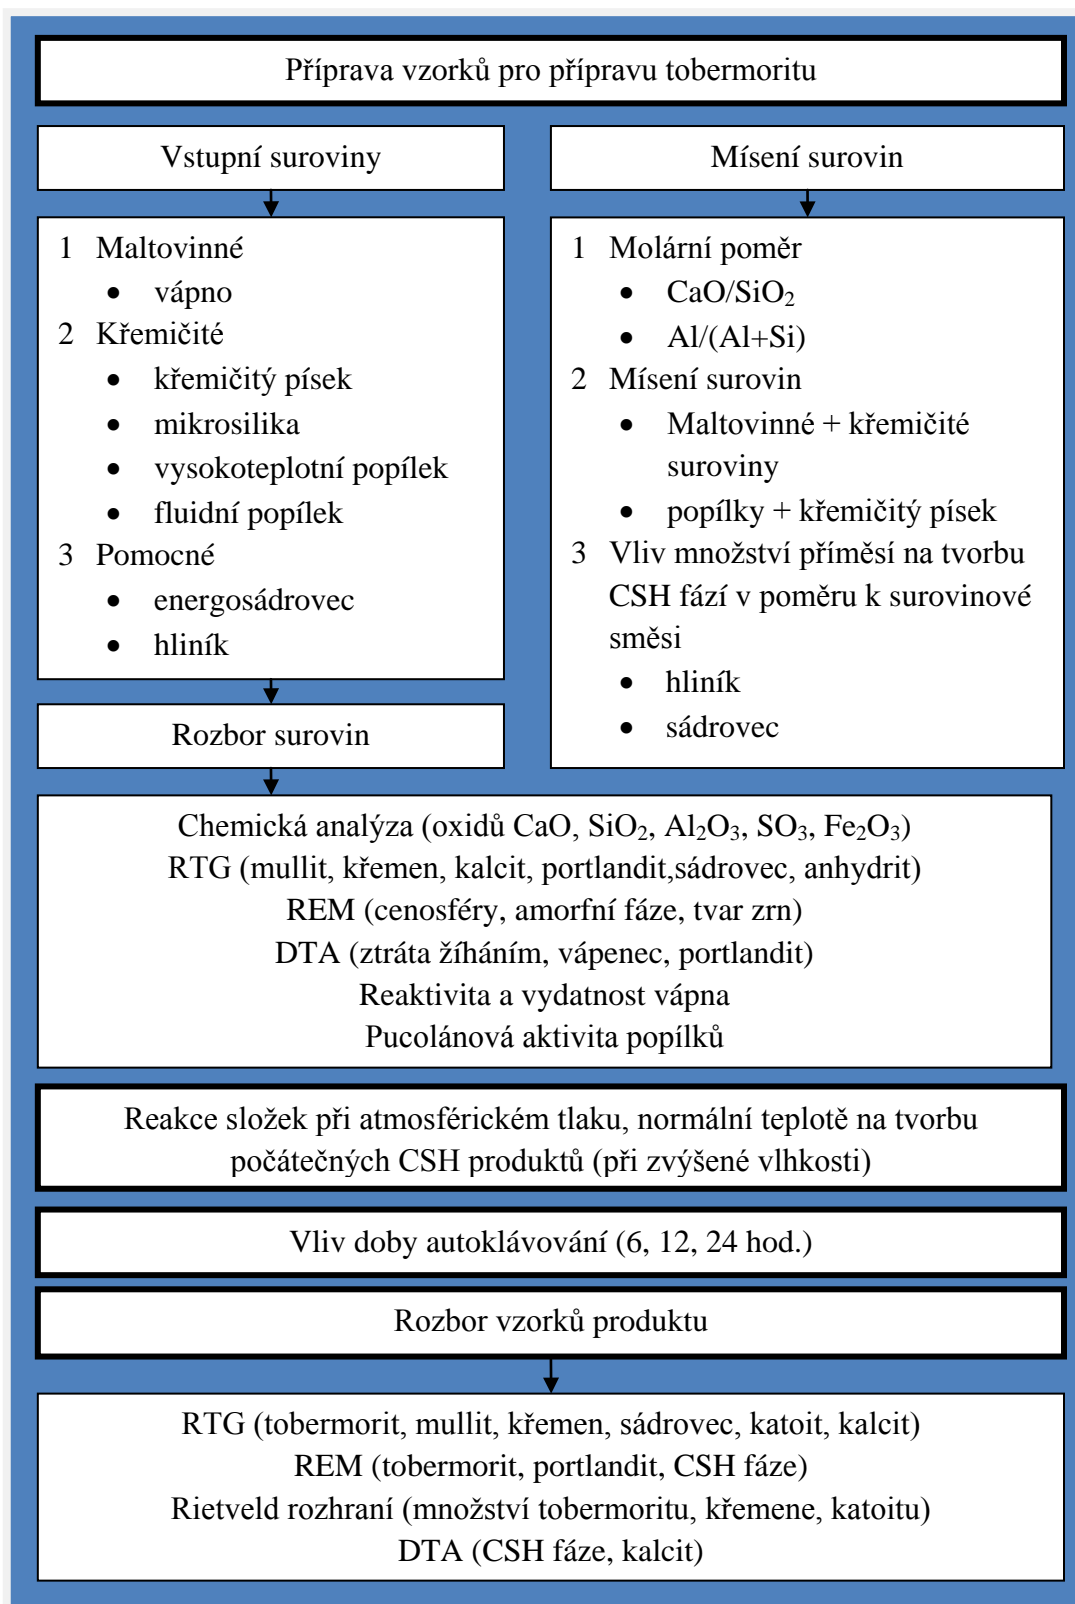 Příprava vzorků pro přípravu tobermoritu
Vstupní suroviny
1 Maltovinné
• vápno
2 Křemičité
• křemičitý písek
• mikrosilika
• vysokoteplotní popílek
• fluidní popílek
3 Pomocné
• energosádrovec
• hliník
Rozbor surovin
Mísení surovin
1 Molární poměr
• CaO/SiO₂
• Al/(Al+Si)
2 Mísení surovin
• Maltovinné + křemičité
suroviny
• popílky + křemičitý písek
3 Vliv množství příměsí na tvorbu
CSH fází v poměru k surovinové
směsi
• hliník
• sádrovec
Chemická analýza (oxidů CaO, SiO₂, Al₂O₃, SO₃, Fe₂O₃)
RTG (mullit, křemen, kalcit, portlandit,sádrovec, anhydrit)
REM (cenosféry, amorfní fáze, tvar zrn)
DTA (ztráta žíháním, vápenec, portlandit)
Reaktivita a vydatnost vápna
Pucolánová aktivita popílků
Reakce složek při atmosférickém tlaku, normální teplotě na tvorbu
počátečných CSH produktů (při zvýšené vlhkosti)
Vliv doby autoklávování (6, 12, 24 hod.)
Rozbor vzorků produktu
RTG (tobermorit, mullit, křemen, sádrovec, katoit, kalcit)
REM (tobermorit, portlandit, CSH fáze)
Rietveld rozhraní (množství tobermoritu, křemene, katoitu)
DTA (CSH fáze, kalcit)